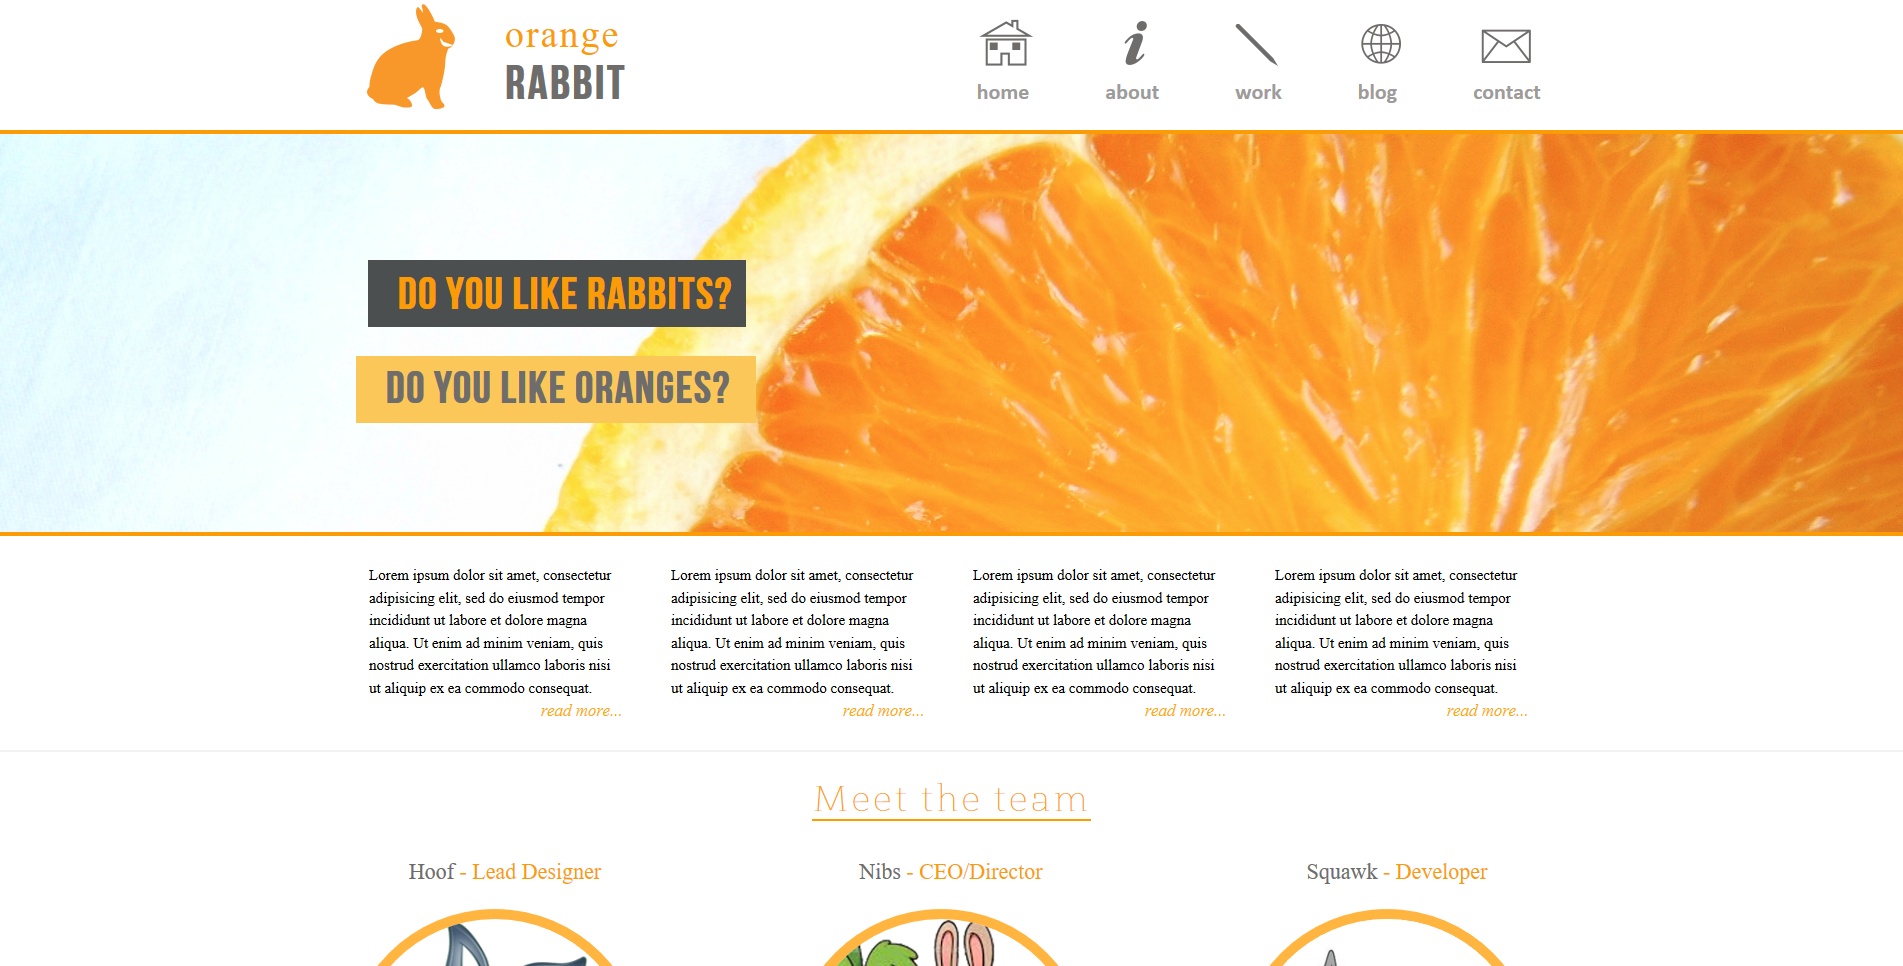 orange
RABBIT
home about work blog contact
DO YOU LIKE RABBITS?
DO YOU LIKE ORANGES?
Lorem ipsum dolor sit amet, consectetur
adipisicing elit, sed do eiusmod tempor
incididunt ut labore et dolore magna
aliqua. Ut enim ad minim veniam, quis
nostrud exercitation ullamco laboris nisi
ut aliquip ex ea commodo consequat.
read more...
Lorem ipsum dolor sit amet, consectetur
adipisicing elit, sed do eiusmod tempor
incididunt ut labore et dolore magna
aliqua. Ut enim ad minim veniam, quis
nostrud exercitation ullamco laboris nisi
ut aliquip ex ea commodo consequat.
read more...
Lorem ipsum dolor sit amet, consectetur
adipisicing elit, sed do eiusmod tempor
incididunt ut labore et dolore magna
aliqua. Ut enim ad minim veniam, quis
nostrud exercitation ullamco laboris nisi
ut aliquip ex ea commodo consequat.
read more...
Lorem ipsum dolor sit amet, consectetur
adipisicing elit, sed do eiusmod tempor
incididunt ut labore et dolore magna
aliqua. Ut enim ad minim veniam, quis
nostrud exercitation ullamco laboris nisi
ut aliquip ex ea commodo consequat.
read more...
Meet the team
Hoof - Lead Designer
Nibs - CEO/Director
Squawk - Developer